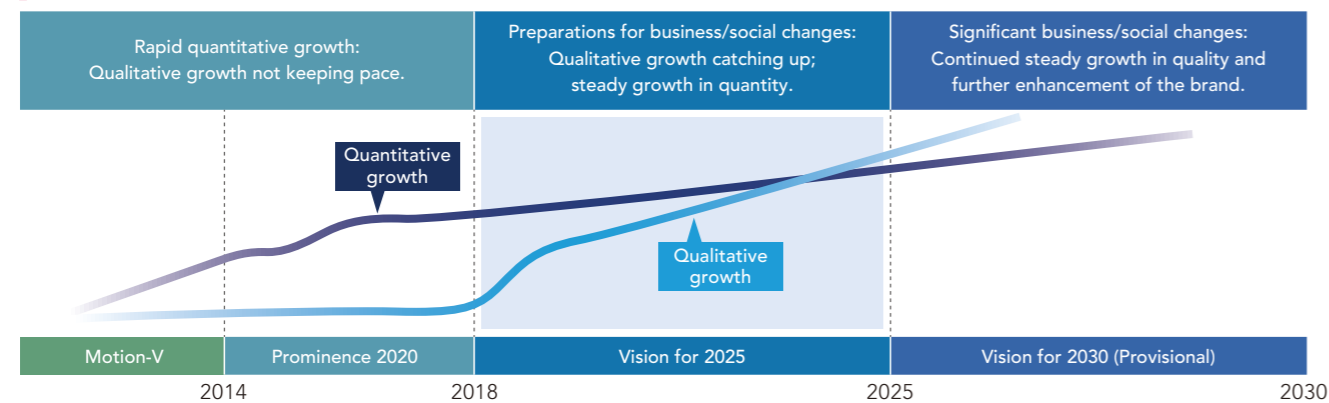 Rapid quantitative growth:
Qualitative growth not keeping pace.
Preparations for business/social changes:
Qualitative growth catching up;
steady growth in quantity.
Significant business/social changes:
Continued steady growth in quality and
further enhancement of the brand.
Quantitative
growth
Qualitative
growth
Motion-V
Prominence 2020
Vision for 2025
Vision for 2030 (Provisional)
2014
2018
2025
2030